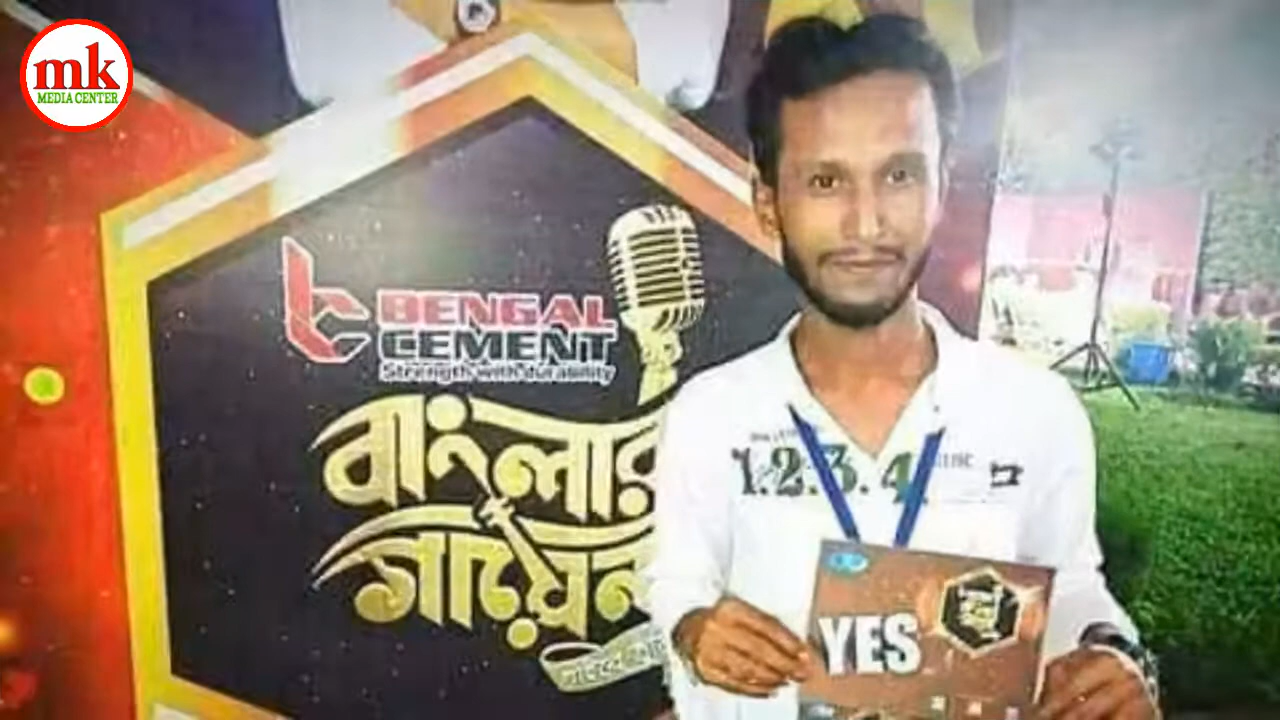 mk
MEDIA CENTER
BENGAL
CEMENT
Strength with durability
বাংলার
গায়েন
1.2.3.4
YES